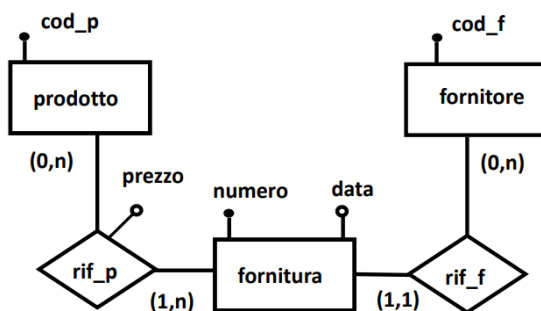 cod_p
cod_f
prodotto
fornitore
(0,n)
(0,n)
prezzo
numero
data
rif_p
fornitura
rif_f
(1,n)
(1,1)